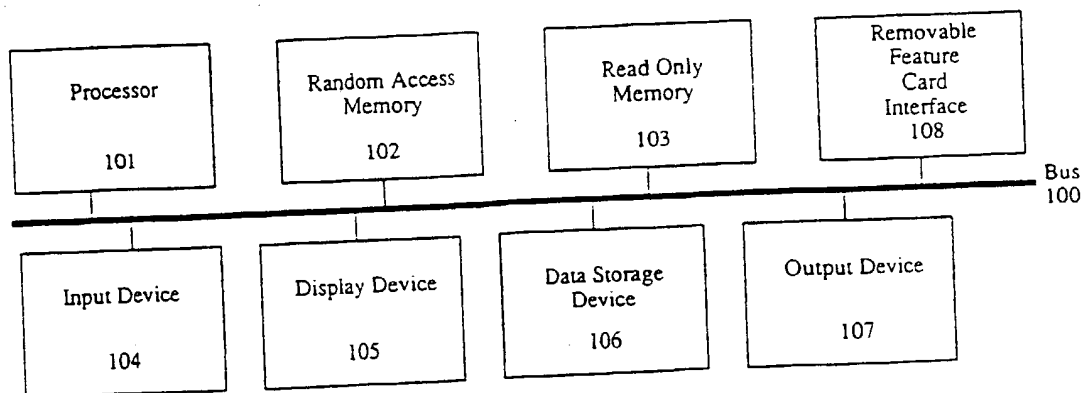 Processor
101
Random Access
Memory
102
Read Only
Memory
103
Removable
Feature
Card
Interface
108
Bus
100
Input Device
104
Display Device
105
Data Storage
Device
106
Output Device
107